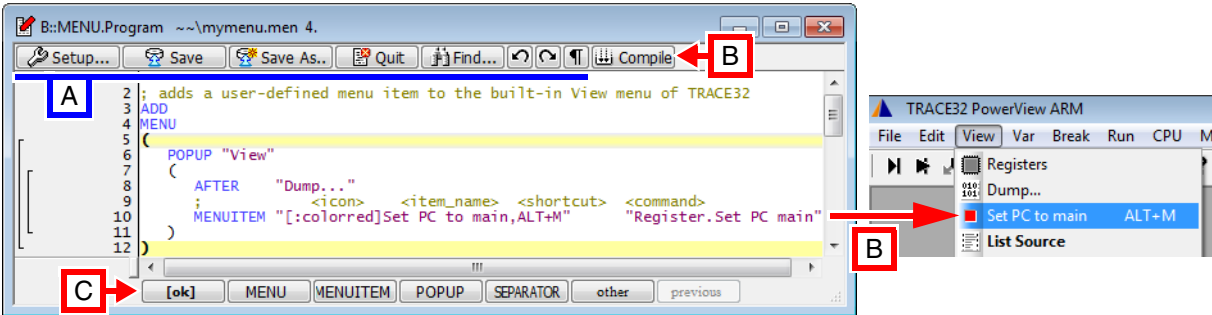 B::MENU.Program ~~\mymenu.men 4.
Setup... Save Save As.. Quit Find... ¶ Compile
B
A
2 ; adds a user-defined menu item to the built-in View menu of TRACE32
3 ADD
4 MENU
5 (
6 POPUP "View"
7 (
8 AFTER "Dump..."
9 ; <icon> <item_name> <shortcut> <command>
10 MENUITEM "[:colorred]Set PC to main,ALT+M" "Register.Set PC main"
11 )
12 )
C
[ok] MENU MENUITEM POPUP SEPARATOR other previous
B
TRACE32 PowerView ARM
File Edit View Var Break Run CPU M
Registers
Dump...
Set PC to main ALT+M
List Source